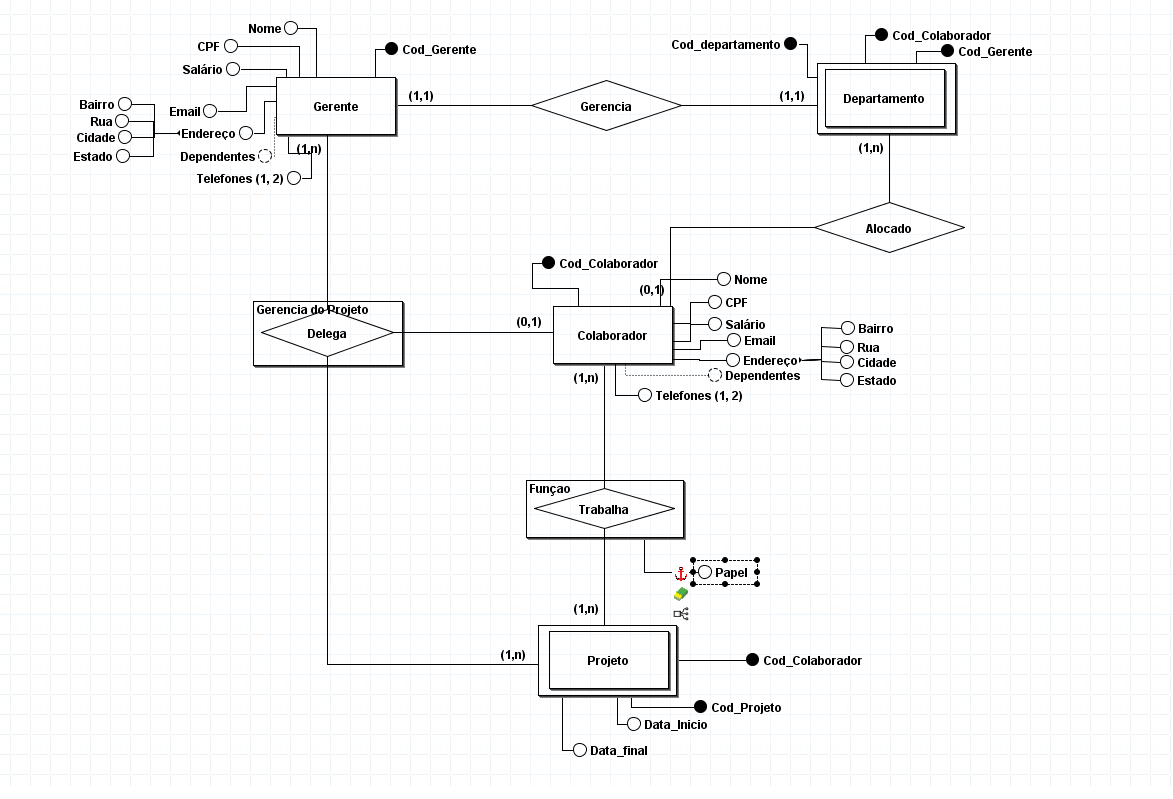 Nome
CPF
Salário
Email
Bairro
Rua
Cidade
Estado
Endereço
Dependentes
Telefones (1, 2)
Cod_Gerente
Gerente
(1,1)
Gerencia
(1,1)
Cod_departamento
Cod_Colaborador
Cod_Gerente
Departamento
(1,n)
(1,n)
Alocado
Cod_Colaborador
(0,1)
Nome
CPF
Salário
Email
Endereço
Bairro
Rua
Cidade
Estado
Dependentes
Telefones (1, 2)
Gerencia do Projeto
Delega
(0,1)
Colaborador
(1,n)
Funçao
Trabalha
Papel
(1,n)
(1,n)
Projeto
Cod_Colaborador
Cod_Projeto
Data_Inicio
Data_final